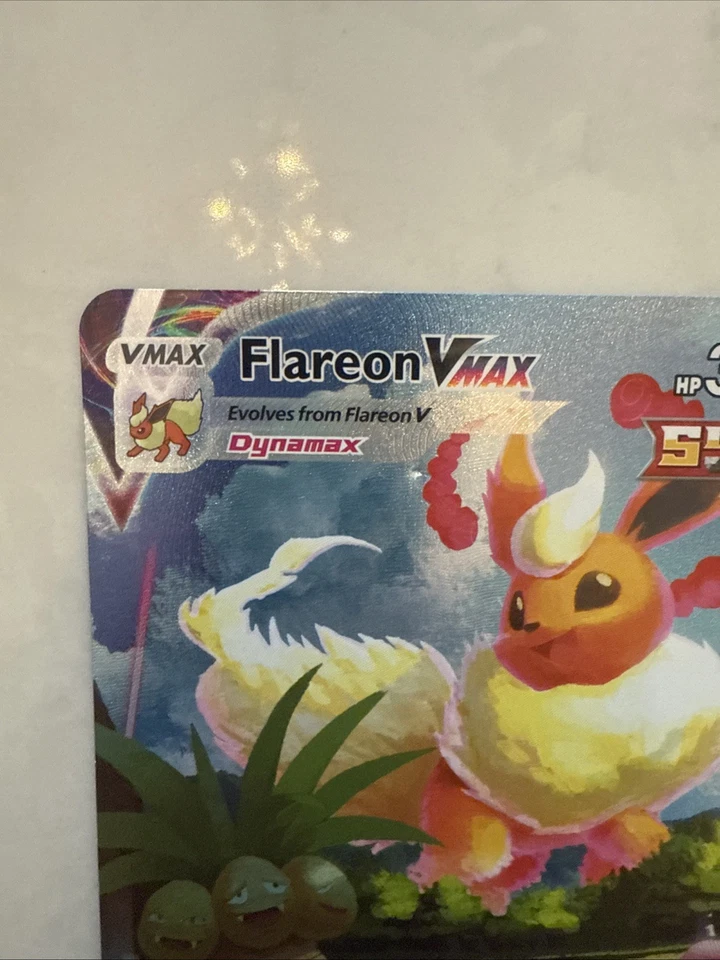 VMAX Flareon VMAX HP
Evolves from Flareon V
Dynamax